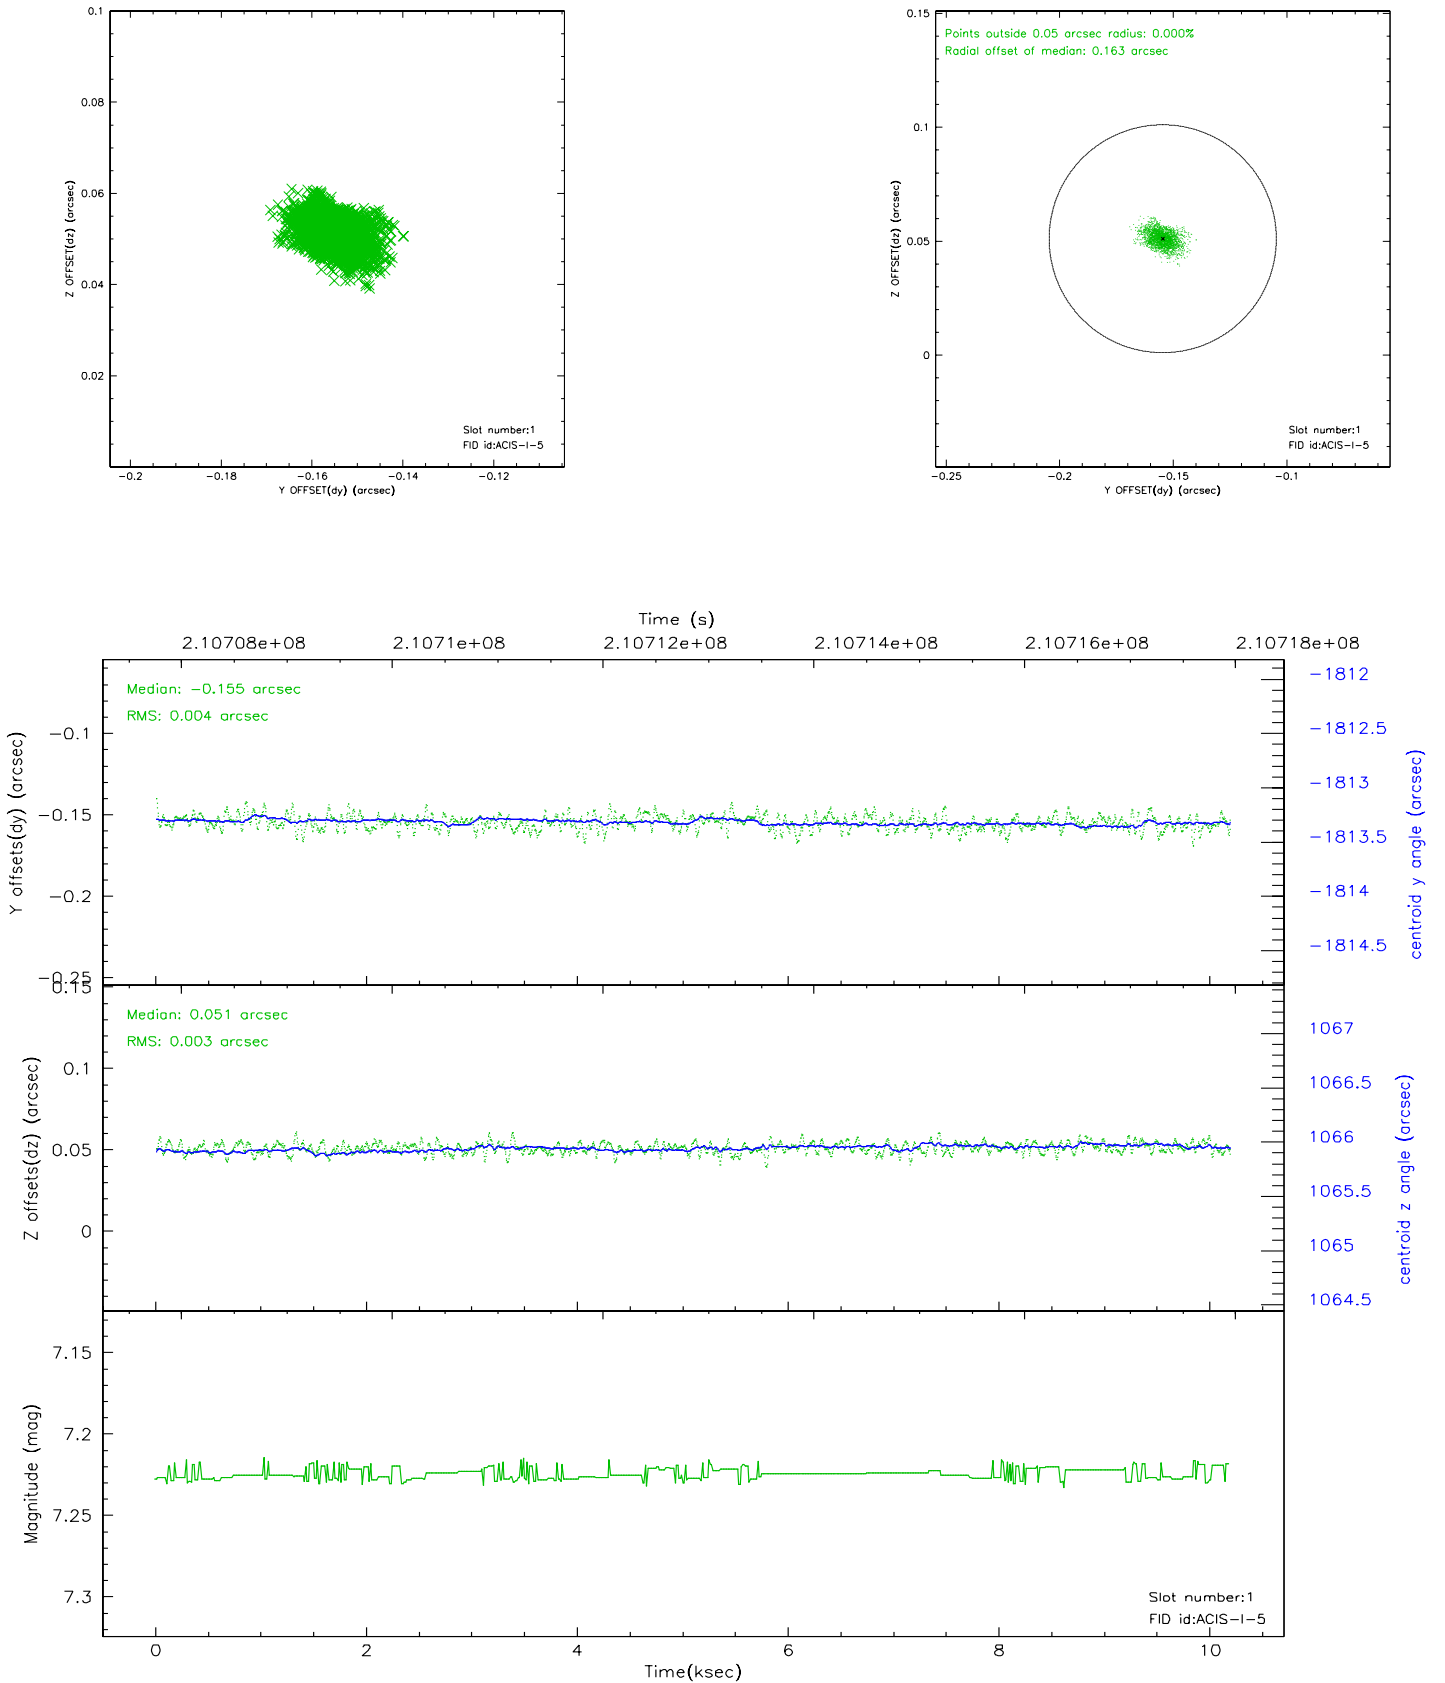 0.1
0.08
0.06
0.04
0.02
Z OFFSET(dz) (arcsec)
Slot number:1
FID id:ACIS-I-5
-0.2 -0.18 -0.16 -0.14 -0.12
Y OFFSET(dy) (arcsec)
0.15
Points outside 0.05 arcsec radius: 0.000%
Radial offset of median: 0.163 arcsec
0.1
0.05
0
Z OFFSET(dz) (arcsec)
Slot number:1
FID id:ACIS-I-5
-0.25 -0.2 -0.15 -0.1
Y OFFSET(dy) (arcsec)
Time (s)
2.10708e+08 2.1071e+08 2.10712e+08 2.10714e+08 2.10716e+08 2.10718e+08
Median: -0.155 arcsec
RMS: 0.004 arcsec
-0.1
-0.15
-0.2
-0.25
Y offsets(dy) (arcsec)
-1812
-1812.5
-1813
-1813.5
-1814
-1814.5
centroid y angle (arcsec)
0.15
Median: 0.051 arcsec
RMS: 0.003 arcsec
0.1
0.05
0
Z offsets(dz) (arcsec)
1067
1066.5
1066
1065.5
1065
1064.5
centroid z angle (arcsec)
7.15
7.2
7.25
7.3
Magnitude (mag)
Slot number:1
FID id:ACIS-I-5
0 2 4 6 8 10
Time(ksec)